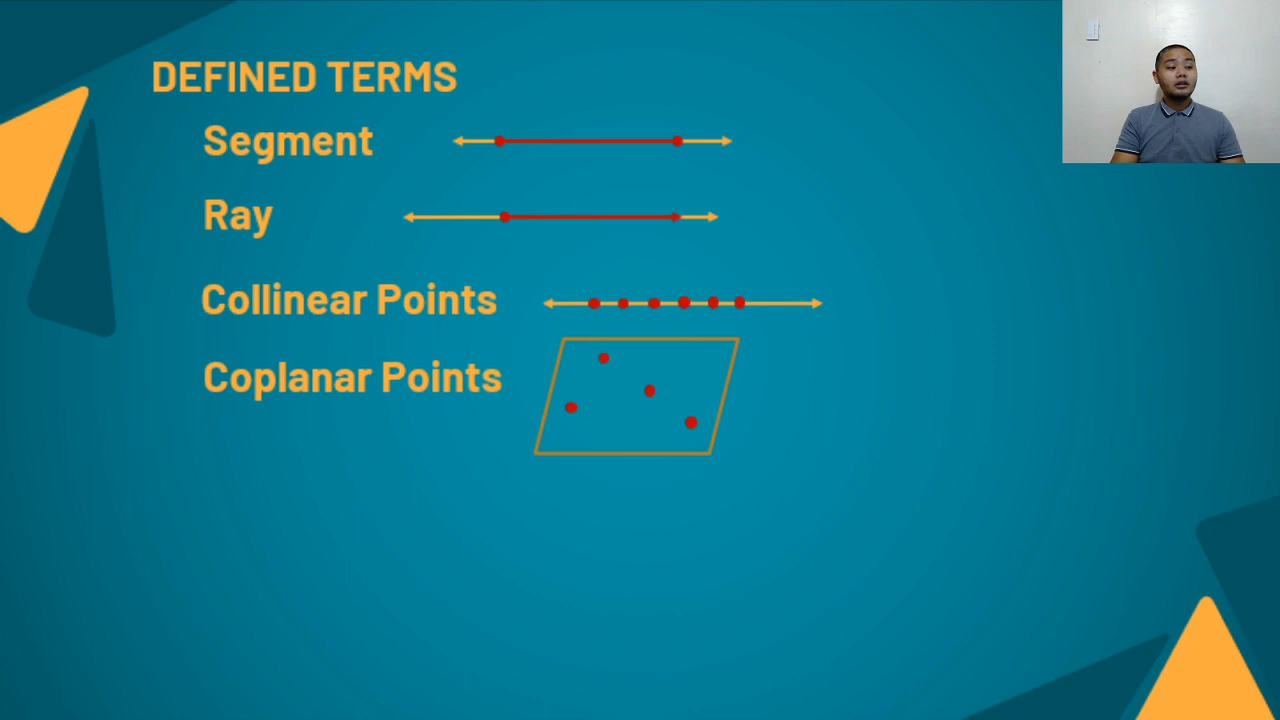 DEFINED TERMS
Segment
Ray
Collinear Points
Coplanar Points